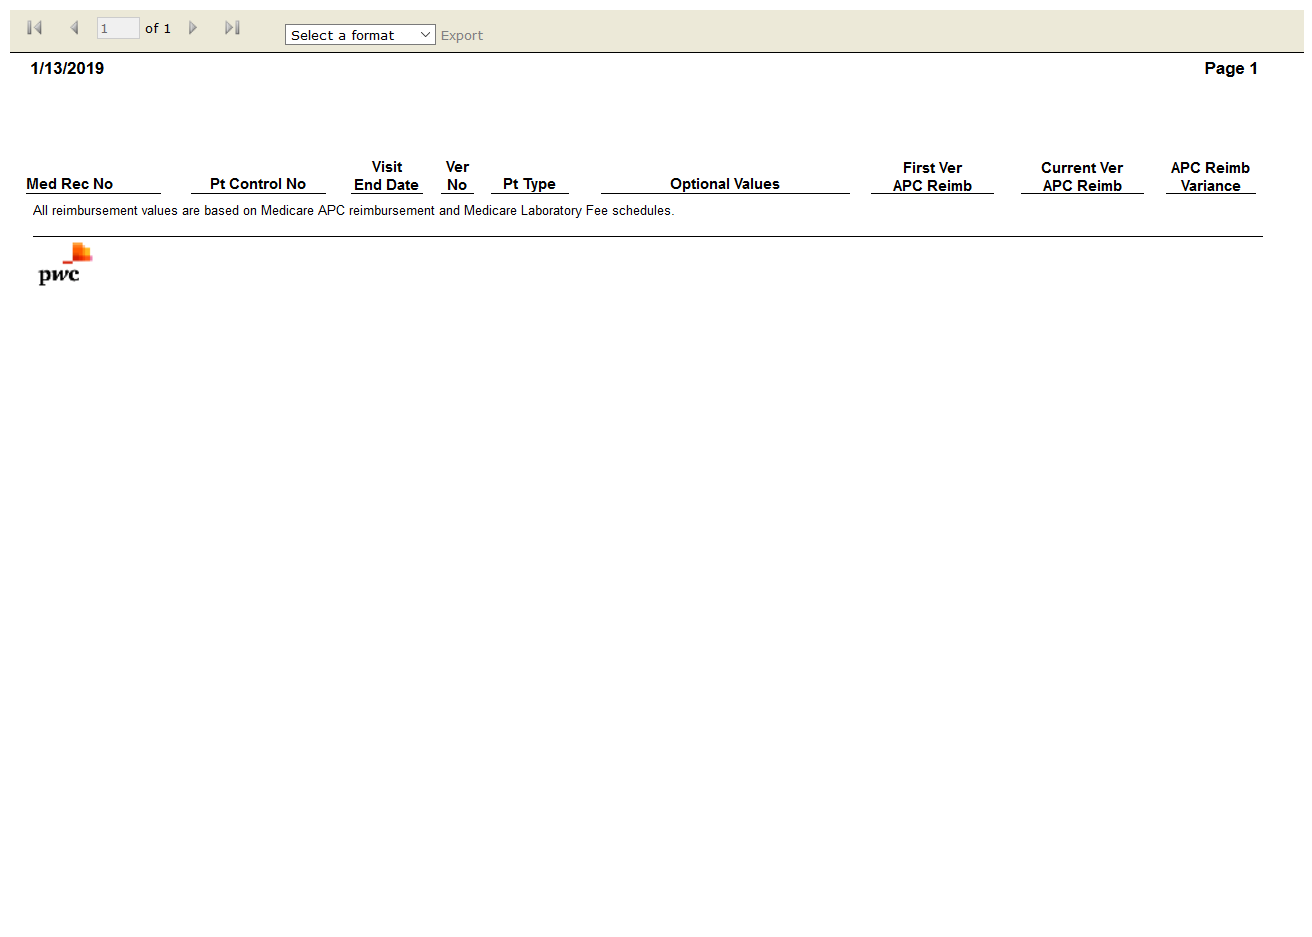 1 of 1 Select a format Export
1/13/2019 Page 1
Visit Ver First Ver Current Ver APC Reimb
Med Rec No Pt Control No End Date No Pt Type Optional Values APC Reimb APC Reimb Variance
All reimbursement values are based on Medicare APC reimbursement and Medicare Laboratory Fee schedules.
pwc